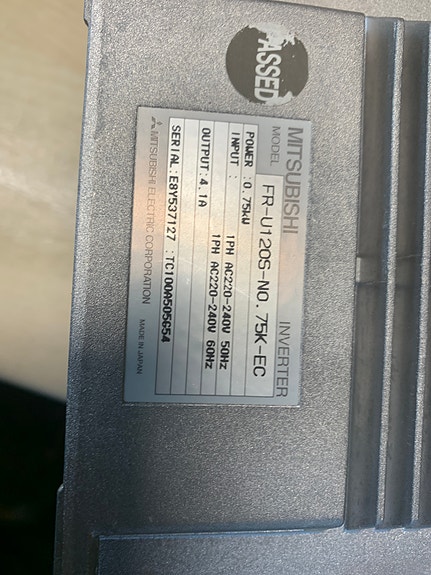 PASSED
MITSUBISHI INVERTER
MODEL FR-U120S-N0.75K-EC
POWER :0.75kW
INPUT : 1PH AC220-240V 50Hz
1PH AC220-240V 60Hz
OUTPUT:4.1A
SERIAL:E8Y537127 :TC100A505G54
MITSUBISHI ELECTRIC CORPORATION MADE IN JAPAN